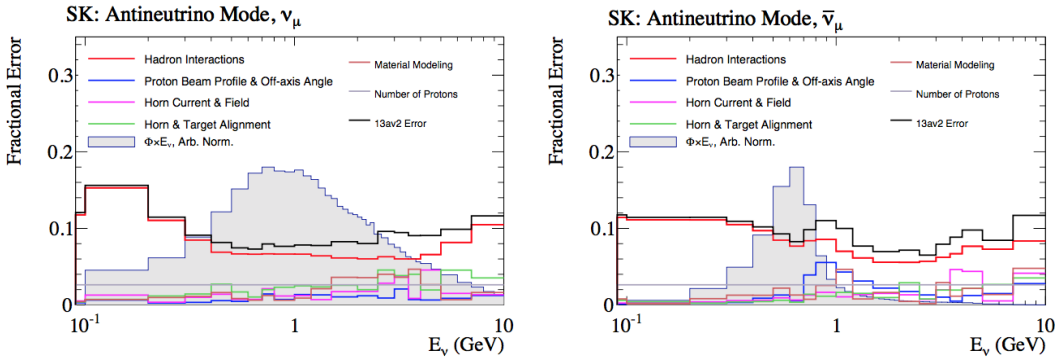 SK: Antineutrino Mode, ν_μ
Fractional Error
0.3
0.2
0.1
0
Hadron Interactions
Proton Beam Profile & Off-axis Angle
Horn Current & Field
Horn & Target Alignment
Φ×E_ν, Arb. Norm.
Material Modeling
Number of Protons
13av2 Error
10⁻¹
1
10
E_ν (GeV)
SK: Antineutrino Mode, ν̄_μ
Fractional Error
0.3
0.2
0.1
0
Hadron Interactions
Proton Beam Profile & Off-axis Angle
Horn Current & Field
Horn & Target Alignment
Φ×E_ν, Arb. Norm.
Material Modeling
Number of Protons
13av2 Error
10⁻¹
1
10
E_ν (GeV)